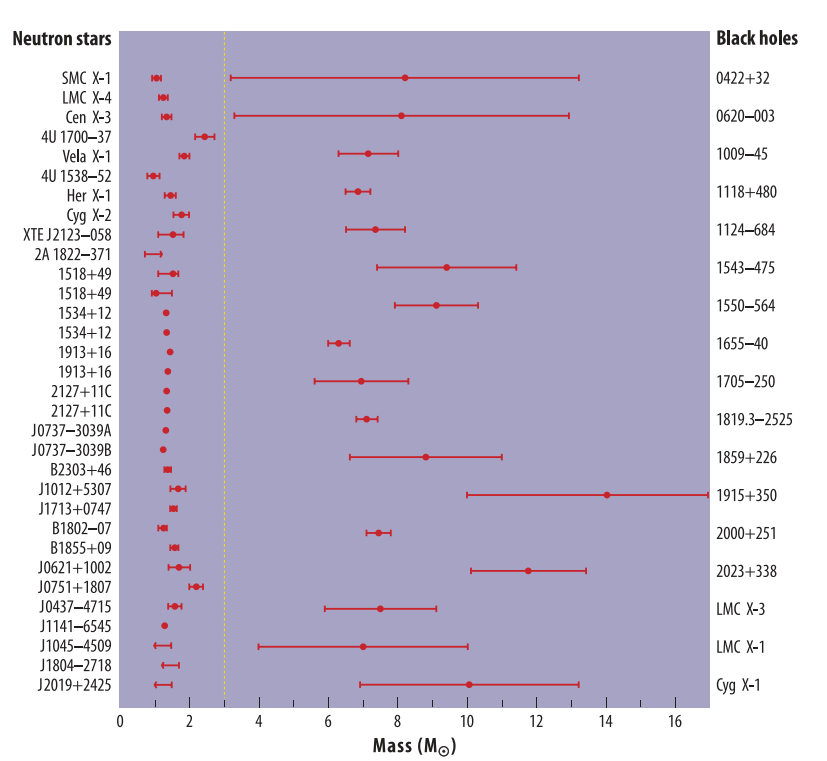 Neutron stars
Black holes
SMC X–1
LMC X–4
Cen X–3
4U 1700–37
Vela X–1
4U 1538–52
Her X–1
Cyg X–2
XTE J2123–058
2A 1822–371
1518+49
1518+49
1534+12
1534+12
1913+16
1913+16
2127+11C
2127+11C
J0737–3039A
J0737–3039B
B2303+46
J1012+5307
J1713+0747
B1802–07
B1855+09
J0621+1002
J0751+1807
J0437–4715
J1141–6545
J1045–4509
J1804–2718
J2019+2425
0422+32
0620–003
1009–45
1118+480
1124–684
1543–475
1550–564
1655–40
1705–250
1819.3–2525
1859+226
1915+350
2000+251
2023+338
LMC X–3
LMC X–1
Cyg X–1
0 2 4 6 8 10 12 14 16
Mass (M☉)